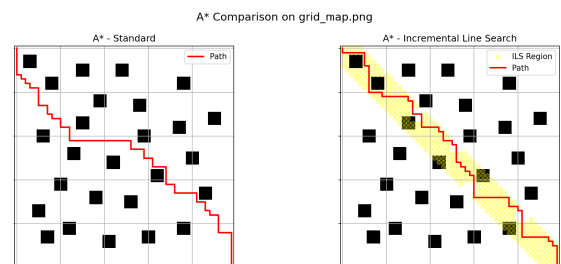 A* Comparison on grid_map.png
A* - Standard
Path
A* - Incremental Line Search
ILS Region
Path